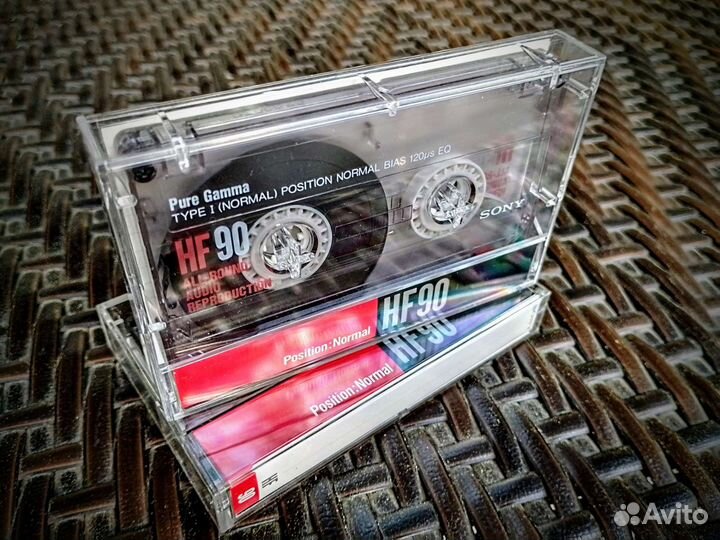 Pure Gamma
TYPE I (NORMAL) POSITION NORMAL BIAS 120μs EQ
HF 90
ALL-ROUND
AUDIO
REPRODUCTION
SONY
Position:Normal
HF90
Position:Normal
HF90
Avito